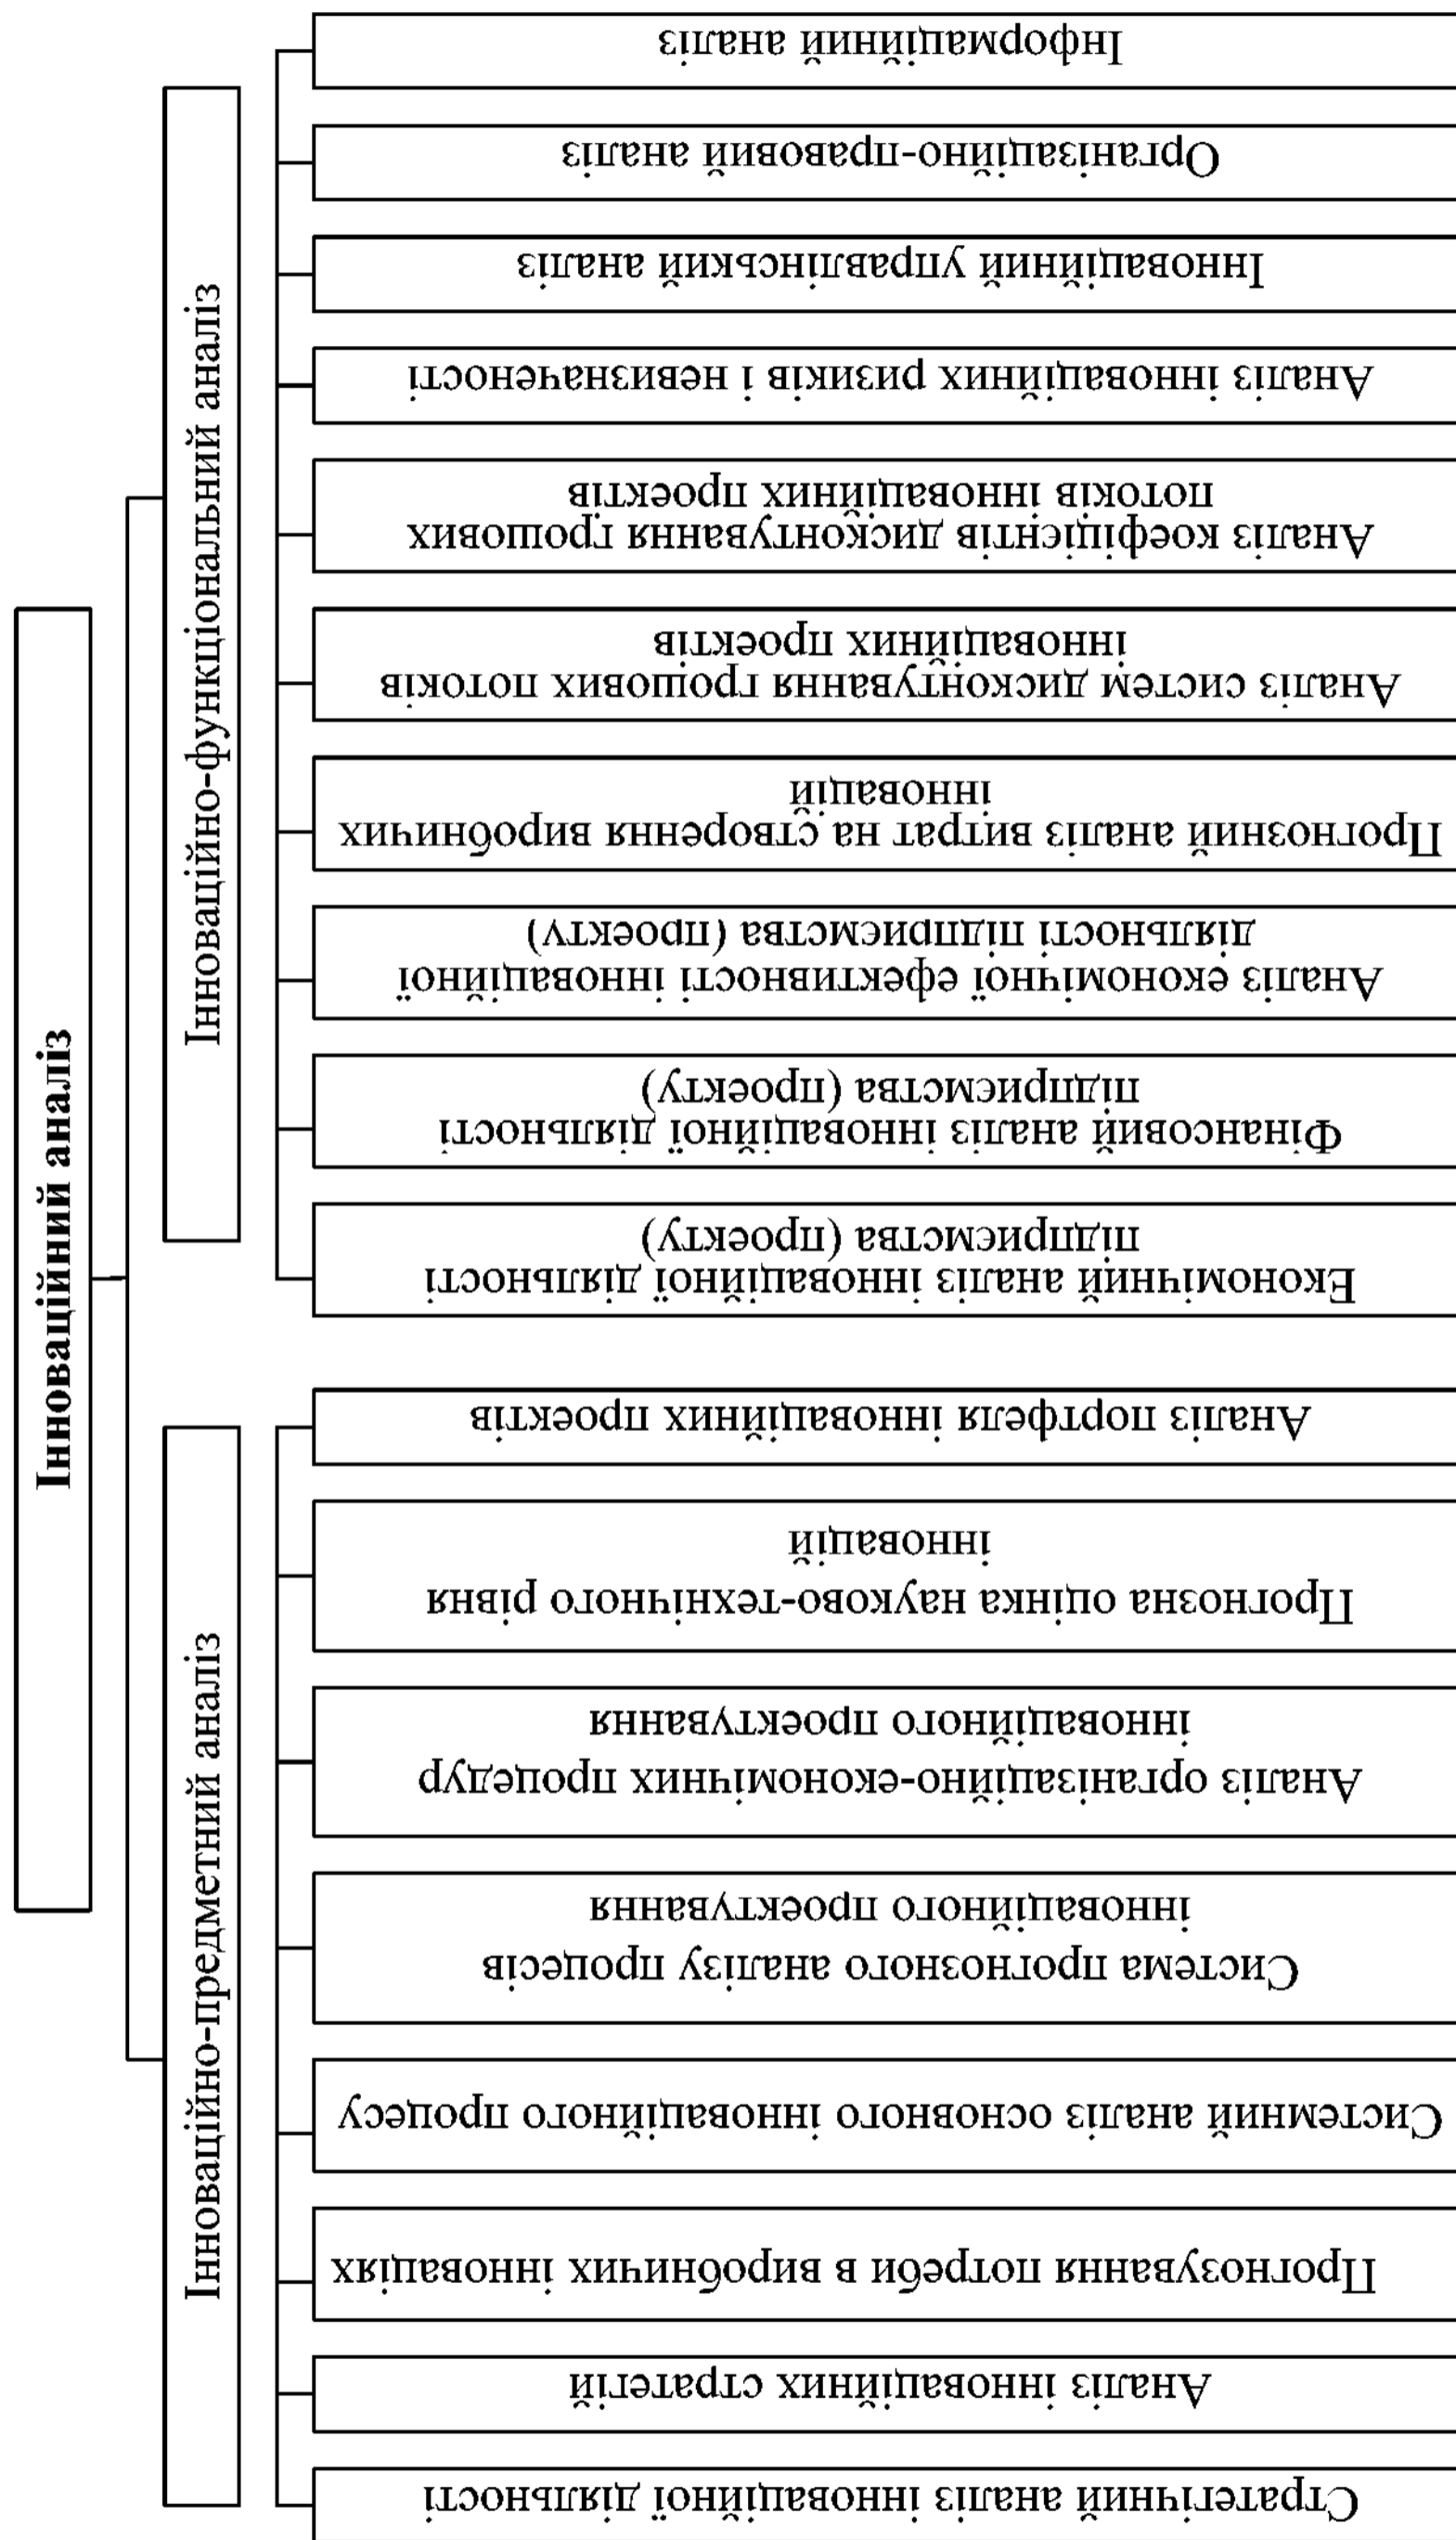 Інноваційний аналіз
Інноваційно-предметний аналіз
Стратегічний аналіз інноваційної діяльності
Аналіз інноваційних стратегій
Прогнозування потреби в виробничих інноваціях
Системний аналіз основного інноваційного процесу
Система прогнозного аналізу процесів
інноваційного проектування
Аналіз організаційно-економічних процедур
інноваційного проектування
Прогнозна оцінка науково-технічного рівня
інновацій
Аналіз портфеля інноваційних проектів
Інноваційно-функціональний аналіз
Економічний аналіз інноваційної діяльності
підприємства (проекту)
Фінансовий аналіз інноваційної діяльності
підприємства (проекту)
Аналіз економічної ефективності інноваційної
діяльності підприємства (проекту)
Прогнозний аналіз витрат на створення виробничих
інновацій
Аналіз систем дисконтування грошових потоків
інноваційних проектів
Аналіз коефіцієнтів дисконтування грошових
потоків інноваційних проектів
Аналіз інноваційних ризиків і невизначеності
Інноваційний управлінський аналіз
Організаційно-правовий аналіз
Інформаційний аналіз